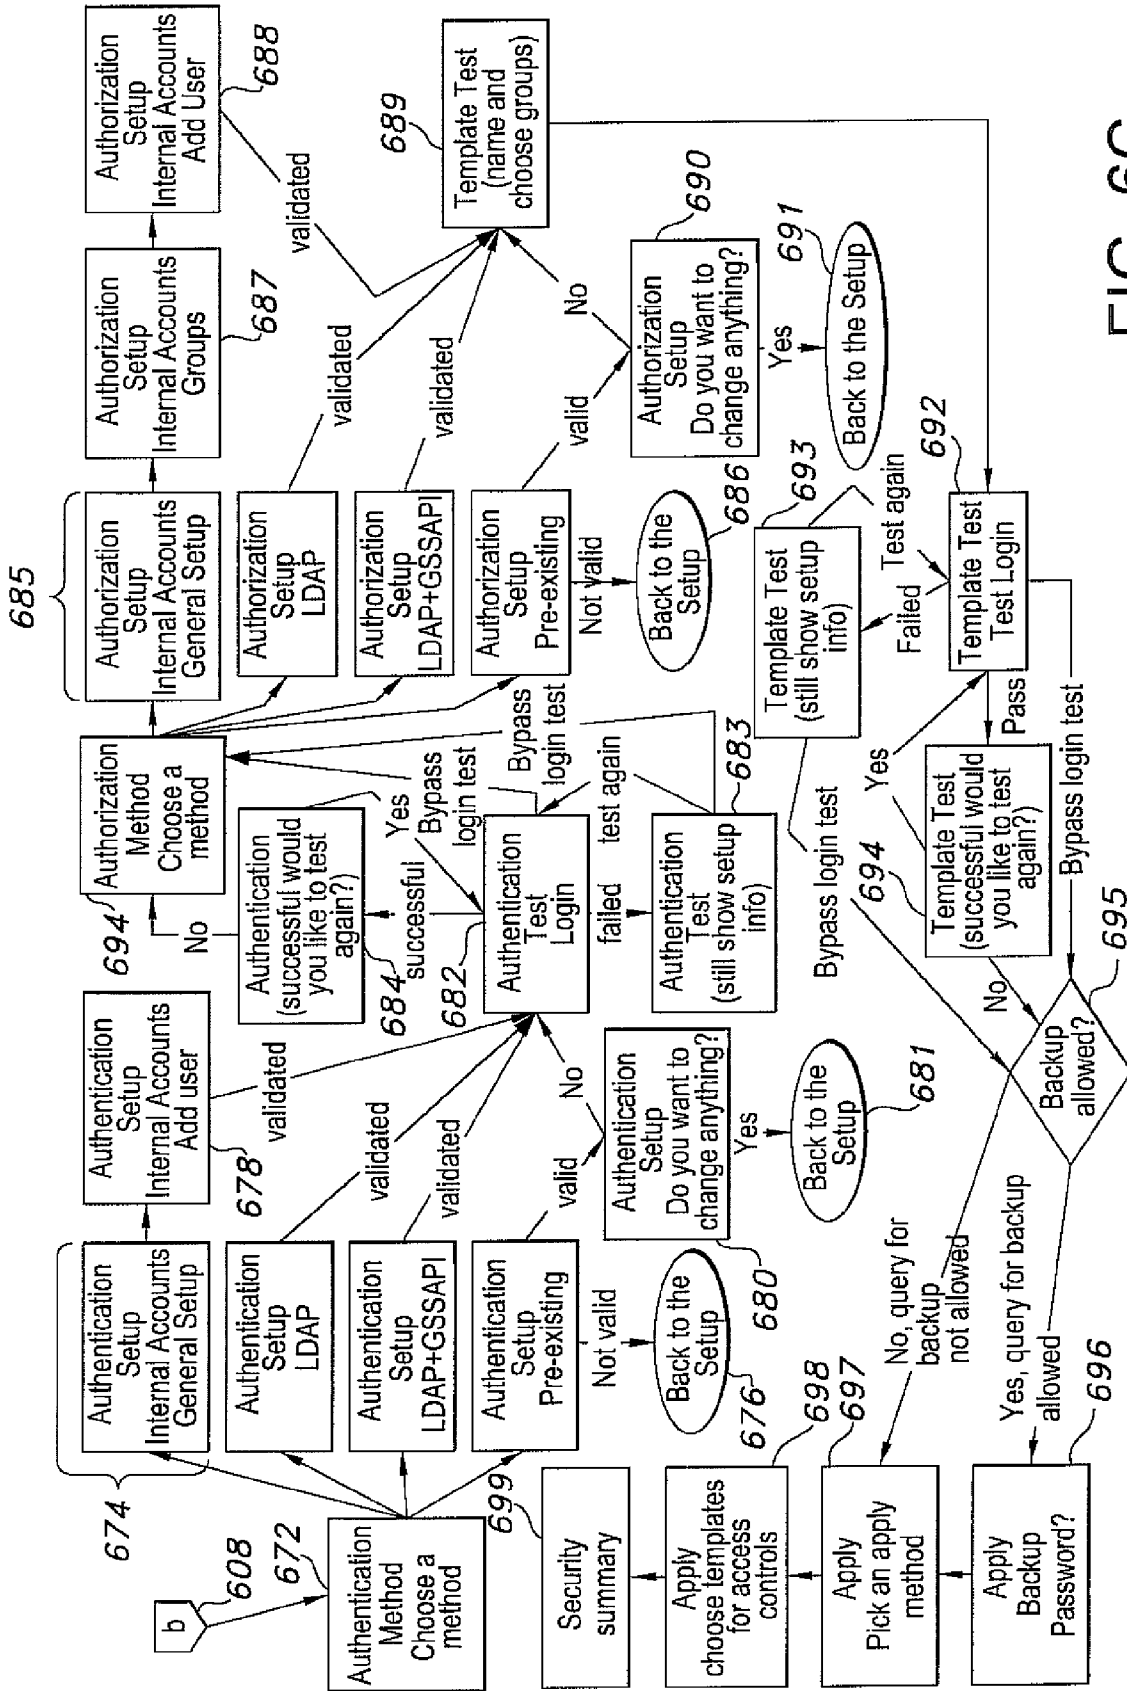 b
608
672
Authentication
Method
Choose a
method
674
Authentication
Setup
Internal Accounts
General Setup
Authentication
Setup
LDAP
Authentication
Setup
LDAP+GSSAPI
Authentication
Setup
Pre-existing
Not valid
Back to the
Setup
676
Authentication
Setup
Internal Accounts
Add user
678
validated
validated
validated
valid
No
Authentication
Setup
Do you want to
change anything?
680
Yes
Back to the
Setup
681
Authentication
Test
Login
682
successful
failed
test again
Authentication
Test
(still show setup
info)
683
Authentication
(successful would
you like to test
again?)
684
Yes
No
Bypass
login test
Bypass
login test
Authorization
Method
Choose a
method
694
685
Authorization
Setup
Internal Accounts
General Setup
Authorization
Setup
LDAP
Authorization
Setup
LDAP+GSSAPI
Authorization
Setup
Pre-existing
Not valid
Back to the
Setup
686
Authorization
Setup
Internal Accounts
Groups
687
Authorization
Setup
Internal Accounts
Add User
688
validated
validated
validated
valid
No
Template Test
(name and
choose groups)
689
Authorization
Setup
Do you want to
change anything?
690
Yes
Back to the Setup
691
Template Test
Test Login
692
Failed
Test again
Template Test
(still show setup
info)
693
Bypass login test
Pass
Yes
Template Test
(successful would
you like to test
again?)
694
No
Bypass login test
Backup
allowed?
695
No, query for
backup
not allowed
Yes, query for backup
allowed
Apply
Backup
Password?
696
Apply
Pick an apply
method
697
Apply
choose templates
for access
controls
698
Security
summary
699
FIG. 6C